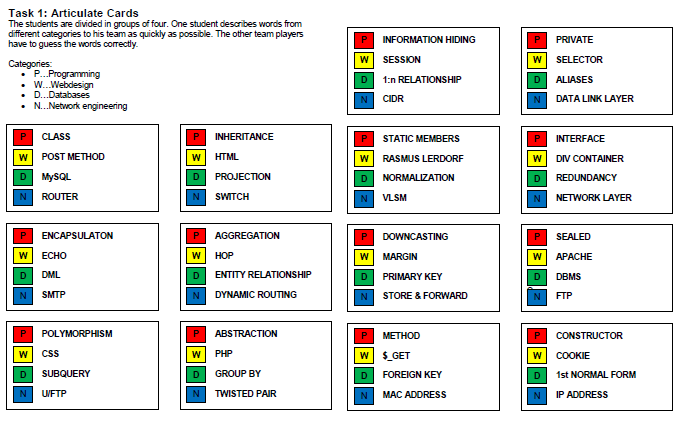 Task 1: Articulate Cards
The students are divided in groups of four. One student describes words from
different categories to his team as quickly as possible. The other team players
have to guess the words correctly.
Categories:
• P…Programming
• W…Webdesign
• D…Databases
• N…Network engineering
P INFORMATION HIDING
W SESSION
D 1:n RELATIONSHIP
N CIDR
P PRIVATE
W SELECTOR
D ALIASES
N DATA LINK LAYER
P CLASS
W POST METHOD
D MySQL
N ROUTER
P INHERITANCE
W HTML
D PROJECTION
N SWITCH
P STATIC MEMBERS
W RASMUS LERDORF
D NORMALIZATION
N VLSM
P INTERFACE
W DIV CONTAINER
D REDUNDANCY
N NETWORK LAYER
P ENCAPSULATON
W ECHO
D DML
N SMTP
P AGGREGATION
W HOP
D ENTITY RELATIONSHIP
N DYNAMIC ROUTING
P DOWNCASTING
W MARGIN
D PRIMARY KEY
N STORE & FORWARD
P SEALED
W APACHE
D DBMS
N FTP
P POLYMORPHISM
W CSS
D SUBQUERY
N U/FTP
P ABSTRACTION
W PHP
D GROUP BY
N TWISTED PAIR
P METHOD
W $_GET
D FOREIGN KEY
N MAC ADDRESS
P CONSTRUCTOR
W COOKIE
D 1st NORMAL FORM
N IP ADDRESS